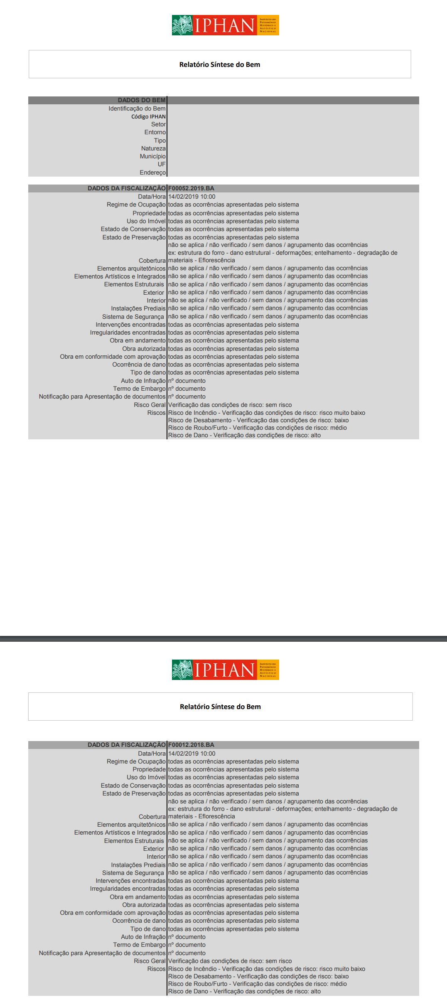 IPHAN
INSTITUTO DO
PATRIMÔNIO
HISTÓRICO E
ARTÍSTICO
NACIONAL
Relatório Síntese do Bem
DADOS DO BEM
Identificação do Bem
Código IPHAN
Setor
Entorno
Tipo
Natureza
Município
UF
Endereço
DADOS DA FISCALIZAÇÃO F00052.2019.BA
Data/Hora 14/02/2019 10:00
Regime de Ocupação todas as ocorrências apresentadas pelo sistema
Propriedade todas as ocorrências apresentadas pelo sistema
Uso do Imóvel todas as ocorrências apresentadas pelo sistema
Estado de Conservação todas as ocorrências apresentadas pelo sistema
Estado de Preservação todas as ocorrências apresentadas pelo sistema
não se aplica / não verificado / sem danos / agrupamento das ocorrências
ex: estrutura do forro - dano estrutural - deformações; entelhamento - degradação de
Cobertura materiais - Eflorescência
Elementos arquitetônicos não se aplica / não verificado / sem danos / agrupamento das ocorrências
Elementos Artísticos e Integrados não se aplica / não verificado / sem danos / agrupamento das ocorrências
Elementos Estruturais não se aplica / não verificado / sem danos / agrupamento das ocorrências
Exterior não se aplica / não verificado / sem danos / agrupamento das ocorrências
Interior não se aplica / não verificado / sem danos / agrupamento das ocorrências
Instalações Prediais não se aplica / não verificado / sem danos / agrupamento das ocorrências
Sistema de Segurança não se aplica / não verificado / sem danos / agrupamento das ocorrências
Intervenções encontradas todas as ocorrências apresentadas pelo sistema
Irregularidades encontradas todas as ocorrências apresentadas pelo sistema
Obra em andamento todas as ocorrências apresentadas pelo sistema
Obra autorizada todas as ocorrências apresentadas pelo sistema
Obra em conformidade com aprovação todas as ocorrências apresentadas pelo sistema
Ocorrência de dano todas as ocorrências apresentadas pelo sistema
Tipo de dano todas as ocorrências apresentadas pelo sistema
Auto de Infração nº documento
Termo de Embargo nº documento
Notificação para Apresentação de documentos nº documento
Risco Geral Verificação das condições de risco: sem risco
Riscos Risco de Incêndio - Verificação das condições de risco: risco muito baixo
Risco de Desabamento - Verificação das condições de risco: baixo
Risco de Roubo/Furto - Verificação das condições de risco: médio
Risco de Dano - Verificação das condições de risco: alto
IPHAN
INSTITUTO DO
PATRIMÔNIO
HISTÓRICO E
ARTÍSTICO
NACIONAL
Relatório Síntese do Bem
DADOS DA FISCALIZAÇÃO F00012.2018.BA
Data/Hora 14/02/2019 10:00
Regime de Ocupação todas as ocorrências apresentadas pelo sistema
Propriedade todas as ocorrências apresentadas pelo sistema
Uso do Imóvel todas as ocorrências apresentadas pelo sistema
Estado de Conservação todas as ocorrências apresentadas pelo sistema
Estado de Preservação todas as ocorrências apresentadas pelo sistema
não se aplica / não verificado / sem danos / agrupamento das ocorrências
ex: estrutura do forro - dano estrutural - deformações; entelhamento - degradação de
Cobertura materiais - Eflorescência
Elementos arquitetônicos não se aplica / não verificado / sem danos / agrupamento das ocorrências
Elementos Artísticos e Integrados não se aplica / não verificado / sem danos / agrupamento das ocorrências
Elementos Estruturais não se aplica / não verificado / sem danos / agrupamento das ocorrências
Exterior não se aplica / não verificado / sem danos / agrupamento das ocorrências
Interior não se aplica / não verificado / sem danos / agrupamento das ocorrências
Instalações Prediais não se aplica / não verificado / sem danos / agrupamento das ocorrências
Sistema de Segurança não se aplica / não verificado / sem danos / agrupamento das ocorrências
Intervenções encontradas todas as ocorrências apresentadas pelo sistema
Irregularidades encontradas todas as ocorrências apresentadas pelo sistema
Obra em andamento todas as ocorrências apresentadas pelo sistema
Obra autorizada todas as ocorrências apresentadas pelo sistema
Obra em conformidade com aprovação todas as ocorrências apresentadas pelo sistema
Ocorrência de dano todas as ocorrências apresentadas pelo sistema
Tipo de dano todas as ocorrências apresentadas pelo sistema
Auto de Infração nº documento
Termo de Embargo nº documento
Notificação para Apresentação de documentos nº documento
Risco Geral Verificação das condições de risco: sem risco
Riscos Risco de Incêndio - Verificação das condições de risco: risco muito baixo
Risco de Desabamento - Verificação das condições de risco: baixo
Risco de Roubo/Furto - Verificação das condições de risco: médio
Risco de Dano - Verificação das condições de risco: alto